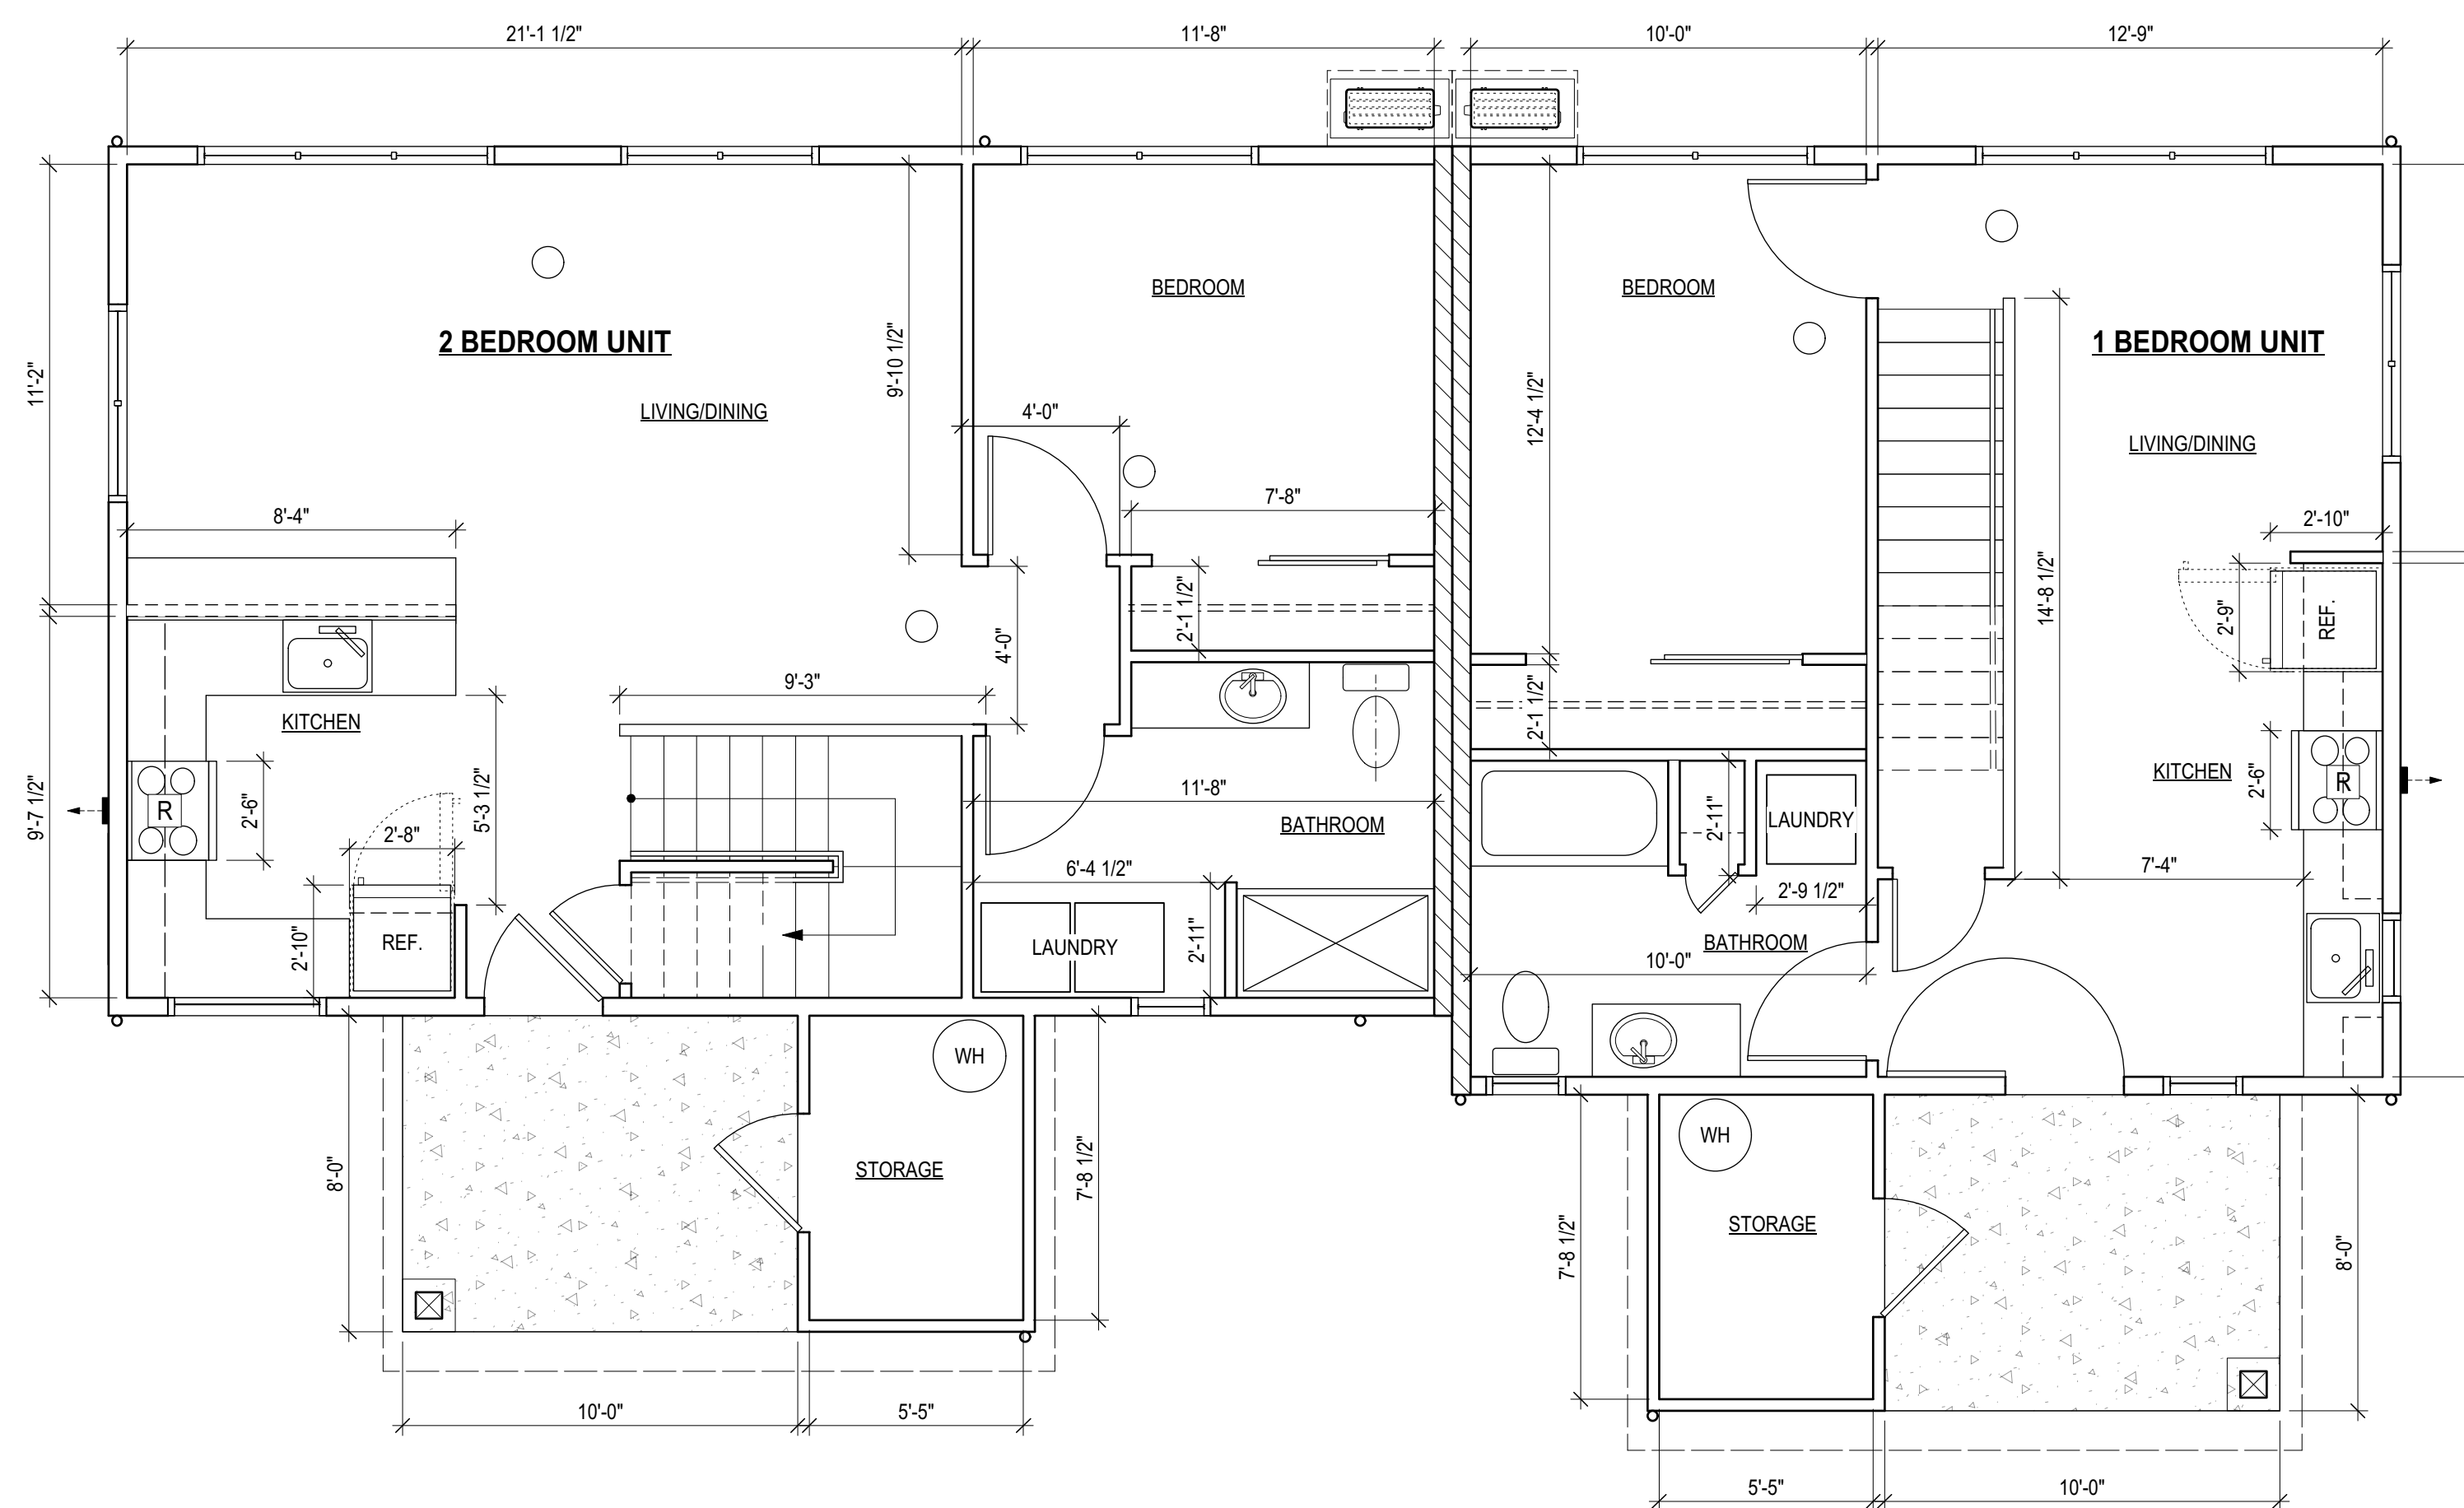 21'-1 1/2"
11'-8"
10'-0"
12'-9"
BEDROOM
BEDROOM
2 BEDROOM UNIT
1 BEDROOM UNIT
9'-10 1/2"
11'-2"
LIVING/DINING
4'-0"
12'-4 1/2"
LIVING/DINING
7'-8"
8'-4"
2'-10"
14'-8 1/2"
2'-1 1/2"
2'-9"
REF.
4'-0"
9'-3"
2'-1 1/2"
KITCHEN
KITCHEN
2'-6"
R
R
2'-6"
5'-3 1/2"
9'-7 1/2"
11'-8"
2'-11"
LAUNDRY
BATHROOM
2'-8"
6'-4 1/2"
7'-4"
2'-9 1/2"
2'-10"
REF.
LAUNDRY
2'-11"
BATHROOM
10'-0"
WH
WH
8'-0"
STORAGE
7'-8 1/2"
7'-8 1/2"
STORAGE
8'-0"
10'-0"
5'-5"
5'-5"
10'-0"